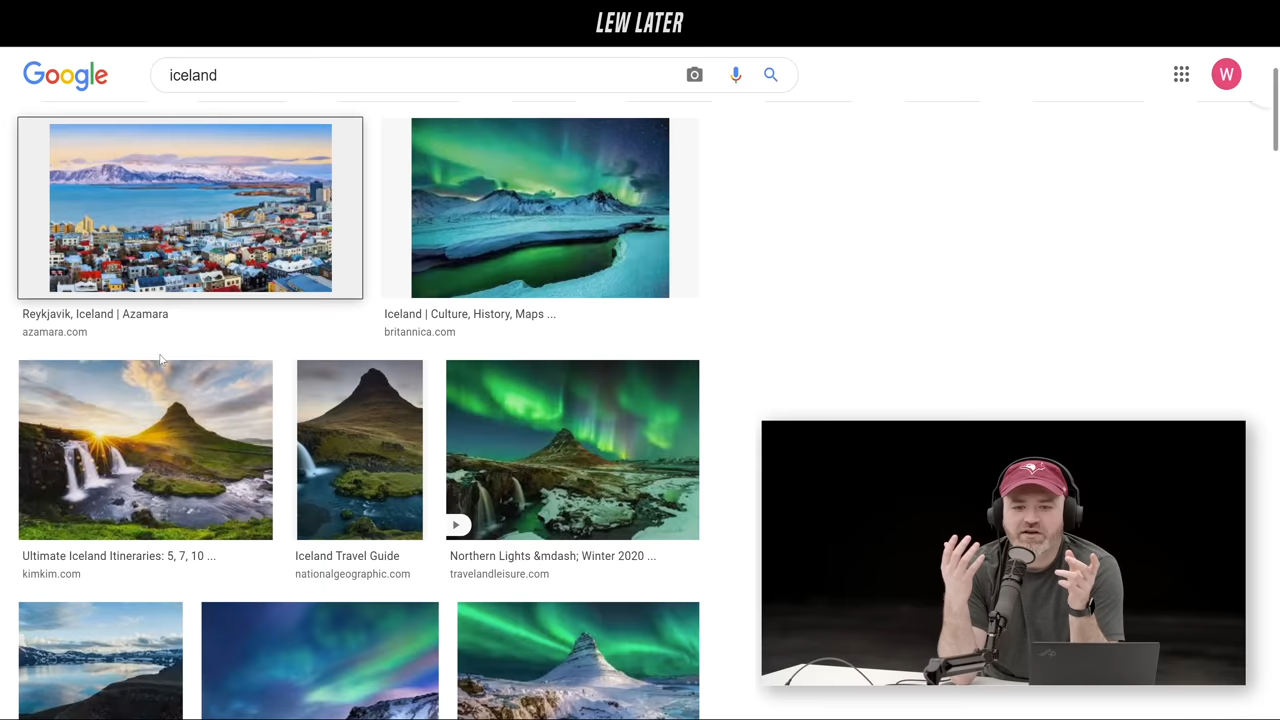 LEW LATER
Google
iceland
W
Reykjavik, Iceland | Azamara
azamara.com
Iceland | Culture, History, Maps ...
britannica.com
Ultimate Iceland Itineraries: 5, 7, 10 ...
kimkim.com
Iceland Travel Guide
nationalgeographic.com
Northern Lights &mdash; Winter 2020 ...
travelandleisure.com